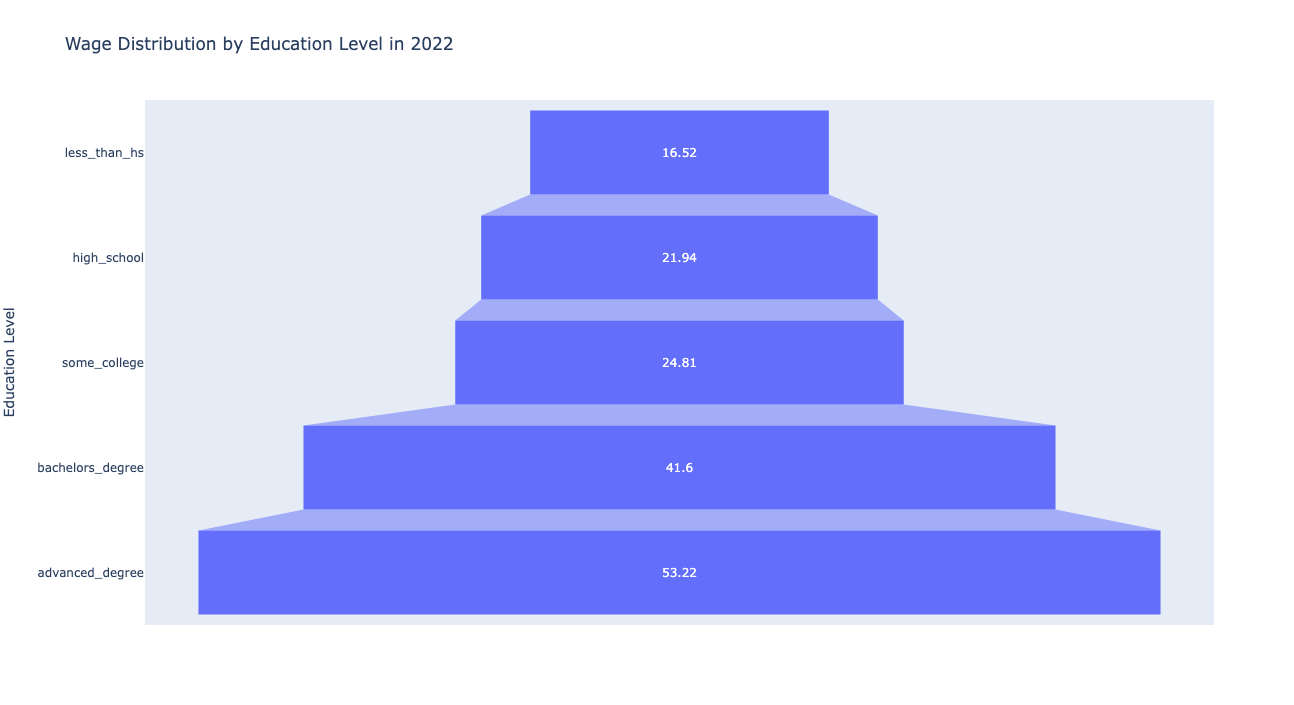 Wage Distribution by Education Level in 2022
Education Level
less_than_hs
16.52
high_school
21.94
some_college
24.81
bachelors_degree
41.6
advanced_degree
53.22